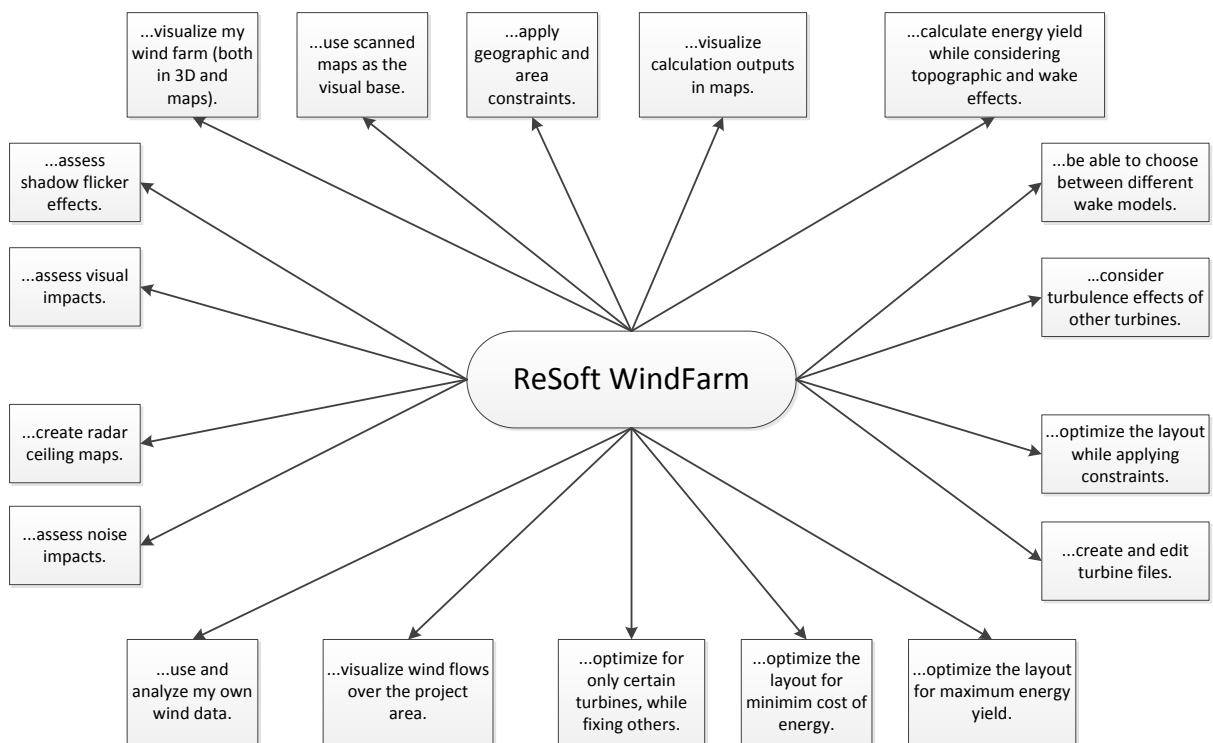 ...visualize my
wind farm (both
in 3D and
maps).
...use scanned
maps as the
visual base.
...apply
geographic and
area
constraints.
...visualize
calculation outputs
in maps.
...calculate energy yield
while considering
topographic and wake
effects.
...assess
shadow flicker
effects.
...be able to choose
between different
wake models.
...assess visual
impacts.
...consider
turbulence effects of
other turbines.
ReSoft WindFarm
...create radar
ceiling maps.
...optimize the layout
while applying
constraints.
...assess noise
impacts.
...create and edit
turbine files.
...use and
analyze my own
wind data.
...visualize wind flows
over the project
area.
...optimize for
only certain
turbines, while
fixing others.
...optimize the
layout for
minimim cost of
energy.
...optimize the layout
for maximum energy
yield.